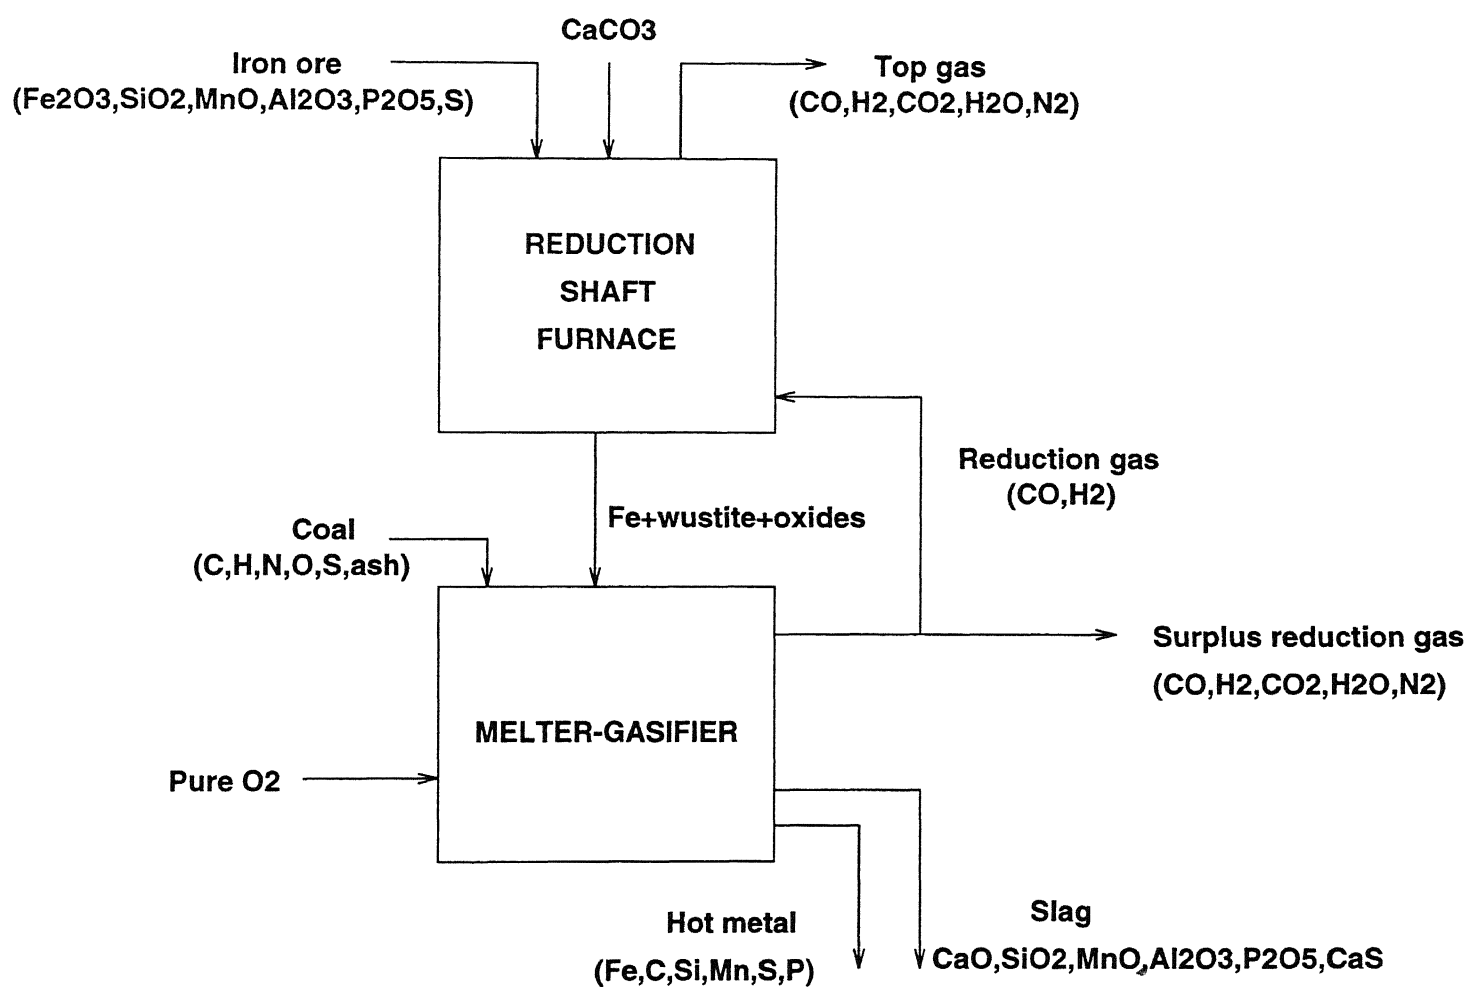 CaCO3
Iron ore
(Fe2O3,SiO2,MnO,Al2O3,P2O5,S)
Top gas
(CO,H2,CO2,H2O,N2)
REDUCTION
SHAFT
FURNACE
Reduction gas
(CO,H2)
Fe+wustite+oxides
Coal
(C,H,N,O,S,ash)
Surplus reduction gas
(CO,H2,CO2,H2O,N2)
MELTER-GASIFIER
Pure O2
Hot metal
(Fe,C,Si,Mn,S,P)
Slag
CaO,SiO2,MnO,Al2O3,P2O5,CaS